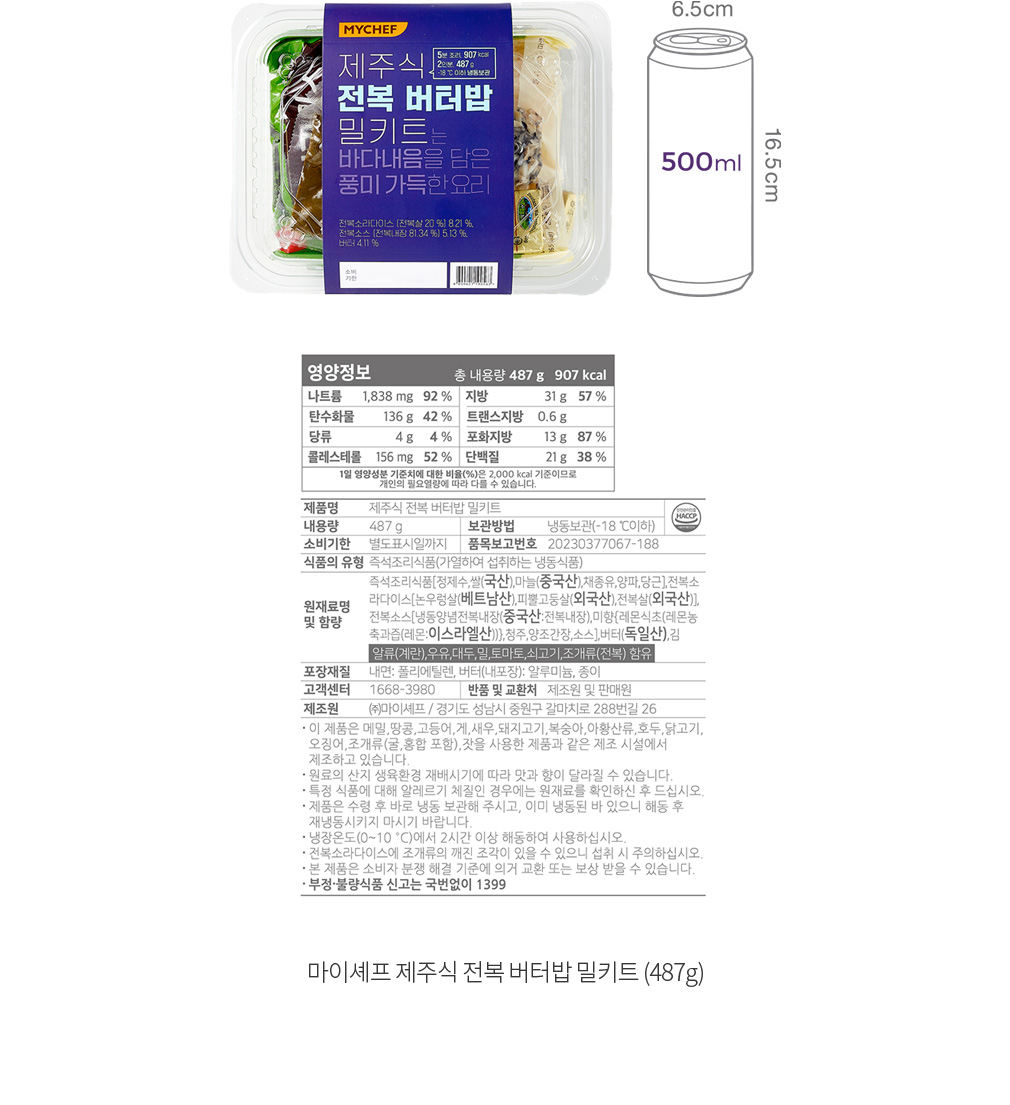 6.5cm
MYCHEF
5분 조리, 907 kcal
2인분, 487 g
-18 ℃ 이하 냉동보관
제주식
전복 버터밥
밀키트는
바다내음을 담은
풍미 가득한 요리
16.5cm
500ml
전복소라다이스 [전복살 20 %] 8.21 %,
전복소스 [전복내장 81.34 %] 5.13 %,
버터 4.11 %
소비
기한
영양정보 총 내용량 487 g 907 kcal
나트륨 1,838 mg 92 % 지방 31 g 57 %
탄수화물 136 g 42 % 트랜스지방 0.6 g
당류 4 g 4 % 포화지방 13 g 87 %
콜레스테롤 156 mg 52 % 단백질 21 g 38 %
1일 영양성분 기준치에 대한 비율(%)은 2,000 kcal 기준이므로
개인의 필요열량에 따라 다를 수 있습니다.
제품명 제주식 전복 버터밥 밀키트
내용량 487 g 보관방법 냉동보관(-18 ℃이하)
HACCP
소비기한 별도표시일까지 품목보고번호 20230377067-188
식품의 유형 즉석조리식품(가열하여 섭취하는 냉동식품)
원재료명 및 함량
즉석조리식품[정제수,쌀(국산),마늘(중국산),채종유,양파,당근],전복소
라다이스[논우렁살(베트남산),피뿔고둥살(외국산),전복살(외국산)],
전복소스[냉동양념전복내장(중국산:전복내장),미향{레몬식초(레몬농
축과즙(레몬:이스라엘산))},청주,양조간장,소스],버터(독일산),김
알류(계란),우유,대두,밀,토마토,쇠고기,조개류(전복) 함유
포장재질 내면: 폴리에틸렌, 버터(내포장): 알루미늄, 종이
고객센터 1668-3980 반품 및 교환처 제조원 및 판매원
제조원 ㈜마이셰프 / 경기도 성남시 중원구 갈마치로 288번길 26
· 이 제품은 메밀,땅콩,고등어,게,새우,돼지고기,복숭아,아황산류,호두,닭고기,
오징어,조개류(굴,홍합 포함),잣을 사용한 제품과 같은 제조 시설에서
제조하고 있습니다.
· 원료의 산지 생육환경 재배시기에 따라 맛과 향이 달라질 수 있습니다.
· 특정 식품에 대해 알레르기 체질인 경우에는 원재료를 확인하신 후 드십시오.
· 제품은 수령 후 바로 냉동 보관해 주시고, 이미 냉동된 바 있으니 해동 후
재냉동시키지 마시기 바랍니다.
· 냉장온도(0~10 ˚C)에서 2시간 이상 해동하여 사용하십시오.
· 전복소라다이스에 조개류의 깨진 조각이 있을 수 있으니 섭취 시 주의하십시오.
· 본 제품은 소비자 분쟁 해결 기준에 의거 교환 또는 보상 받을 수 있습니다.
· 부정·불량식품 신고는 국번없이 1399
마이셰프 제주식 전복 버터밥 밀키트 (487g)